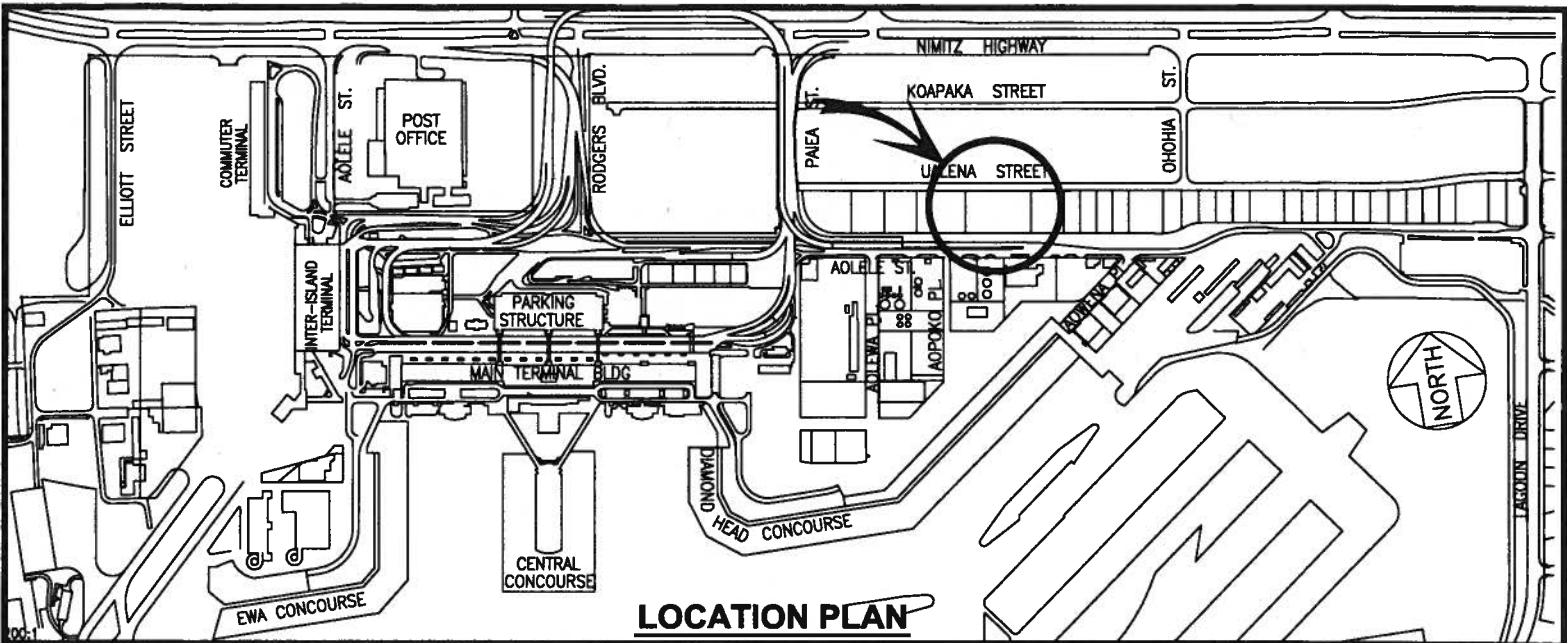 NIMITZ HIGHWAY
KOAPAKA STREET
UALENA STREET
ELLIOTT STREET
COMMUTER
TERMINAL
AOLELE ST.
POST
OFFICE
RODGERS BLVD.
PAIEA ST.
OHOHIA ST.
INTER-ISLAND
TERMINAL
PARKING
STRUCTURE
MAIN TERMINAL BLDG
AOLELE ST.
AOLEWA PL.
AOPOKO PL.
AOWENA
NORTH
LAGOON DRIVE
DIAMOND
HEAD CONCOURSE
CENTRAL
CONCOURSE
EWA CONCOURSE
LOCATION PLAN